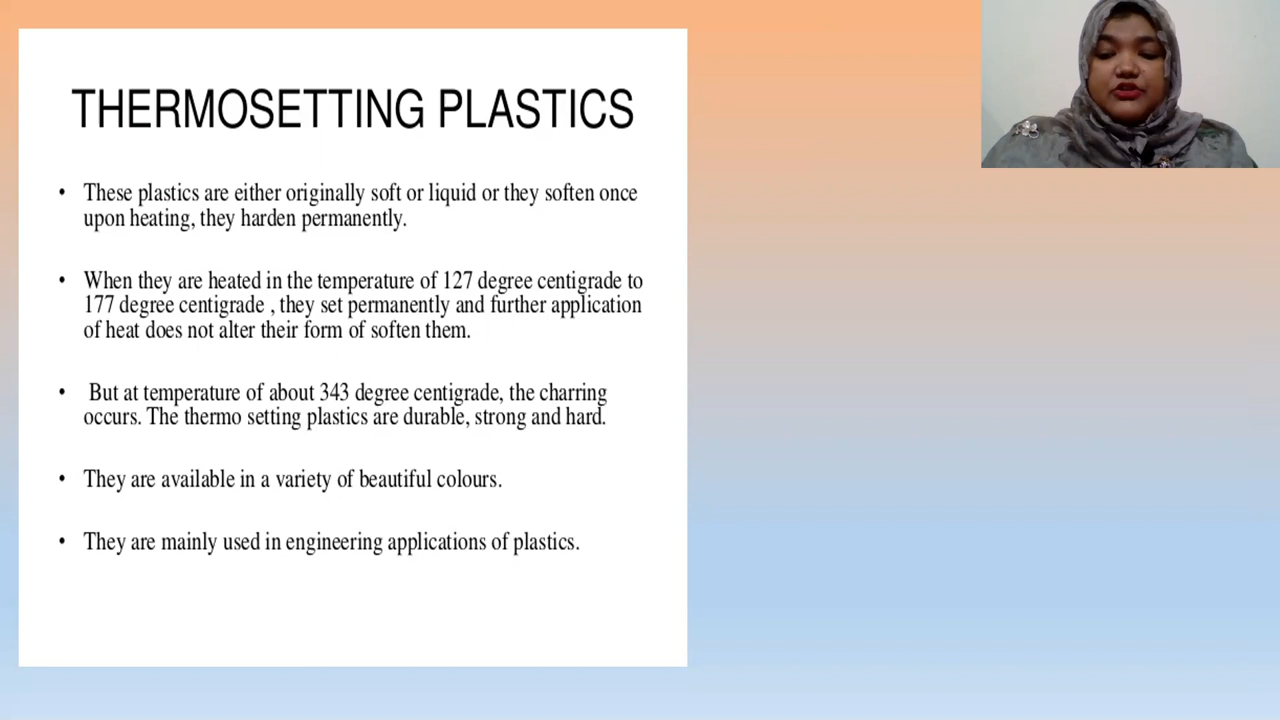 THERMOSETTING PLASTICS
• These plastics are either originally soft or liquid or they soften once
upon heating, they harden permanently.
• When they are heated in the temperature of 127 degree centigrade to
177 degree centigrade , they set permanently and further application
of heat does not alter their form of soften them.
• But at temperature of about 343 degree centigrade, the charring
occurs. The thermo setting plastics are durable, strong and hard.
• They are available in a variety of beautiful colours.
• They are mainly used in engineering applications of plastics.